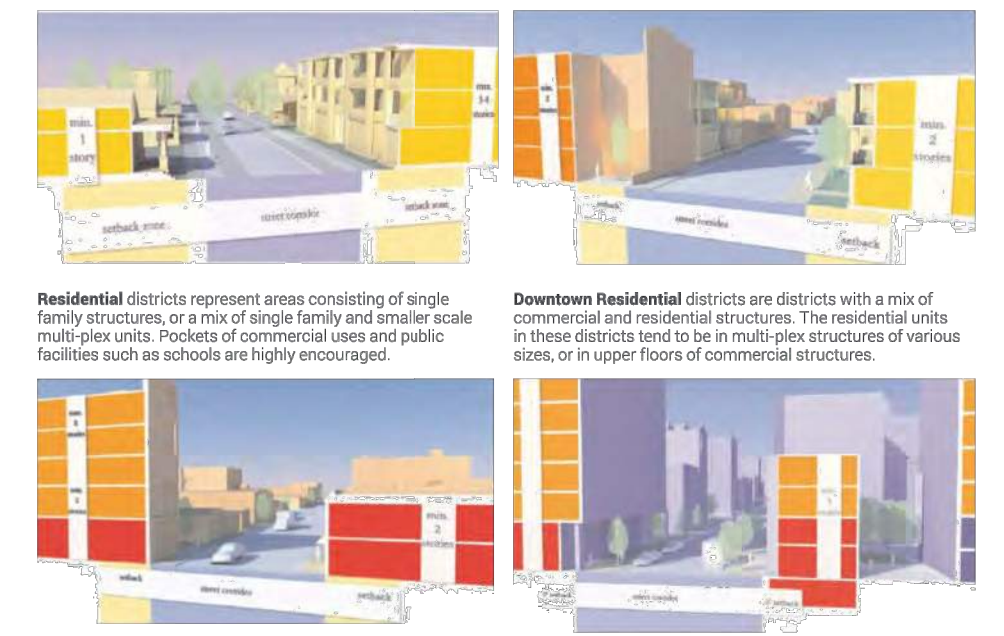 min.
1
story
stories
setback zone
street corridor
setback zone
min.
2
stories
setback
street corridor
setback
Residential districts represent areas consisting of single
family structures, or a mix of single family and smaller scale
multi-plex units. Pockets of commercial uses and public
facilities such as schools are highly encouraged.
Downtown Residential districts are districts with a mix of
commercial and residential structures. The residential units
in these districts tend to be in multi-plex structures of various
sizes, or in upper floors of commercial structures.
min.
2
stories
setback
street corridor
setback
street corridor
setback